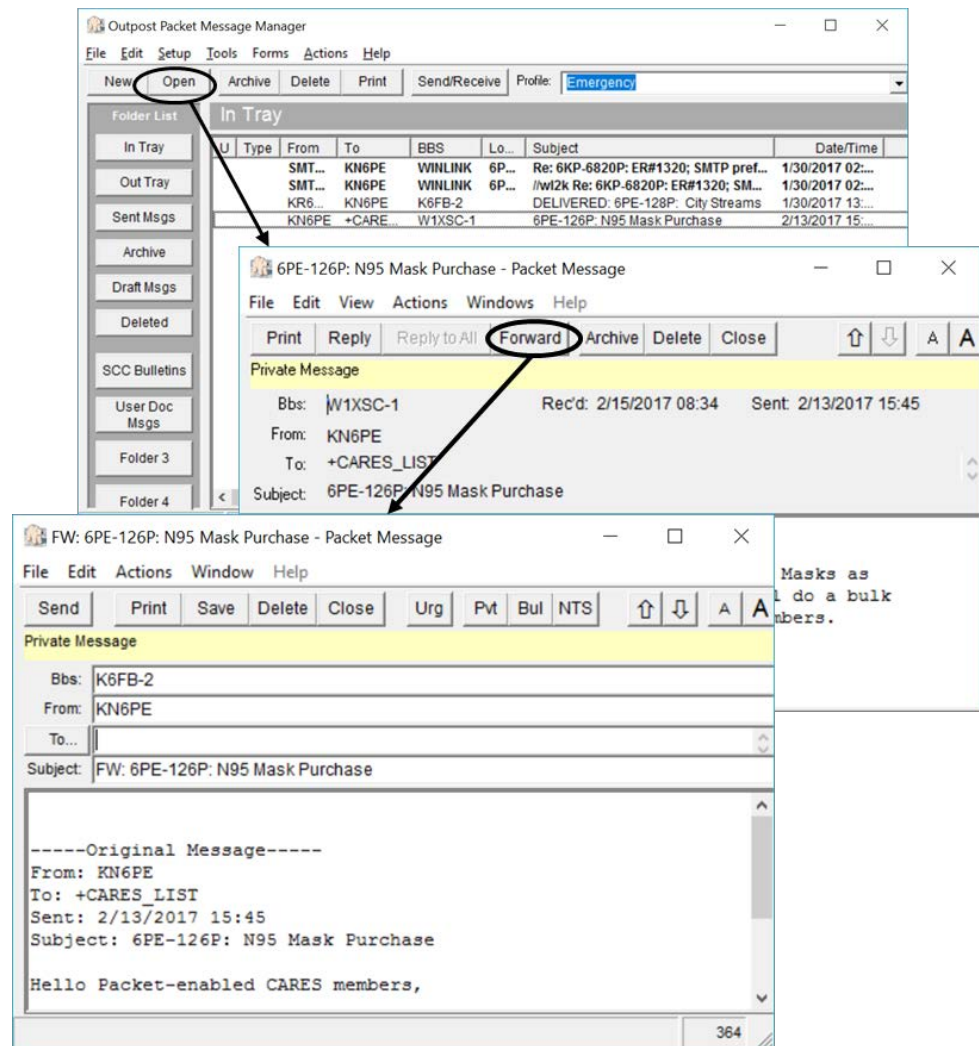 Outpost Packet Message Manager
File Edit Setup Tools Forms Actions Help
New Open Archive Delete Print Send/Receive Profile: Emergency
Folder List In Tray
In Tray
Out Tray
Sent Msgs
Archive
Draft Msgs
Deleted
SCC Bulletins
User Doc
Msgs
Folder 3
Folder 4
U Type From To BBS Lo... Subject Date/Time
SMT... KN6PE WINLINK 6P... Re: 6KP-6820P: ER#1320; SMTP pref... 1/30/2017 02:...
SMT... KN6PE WINLINK 6P... //wl2k Re: 6KP-6820P: ER#1320; SM... 1/30/2017 02:...
KR6... KN6PE K6FB-2 DELIVERED: 6PE-128P: City Streams 1/30/2017 13:...
KN6PE +CARE... W1XSC-1 6PE-126P: N95 Mask Purchase 2/13/2017 15:...
6PE-126P: N95 Mask Purchase - Packet Message
File Edit View Actions Windows Help
Print Reply Reply to All Forward Archive Delete Close A A
Private Message
Bbs: W1XSC-1 Rec'd: 2/15/2017 08:34 Sent: 2/13/2017 15:45
From: KN6PE
To: +CARES_LIST
Subject: 6PE-126P: N95 Mask Purchase
Masks as
l do a bulk
mbers.
FW: 6PE-126P: N95 Mask Purchase - Packet Message
File Edit Actions Window Help
Send Print Save Delete Close Urg Pvt Bul NTS A A
Private Message
Bbs: K6FB-2
From: KN6PE
To...
Subject: FW: 6PE-126P: N95 Mask Purchase
-----Original Message-----
From: KN6PE
To: +CARES_LIST
Sent: 2/13/2017 15:45
Subject: 6PE-126P: N95 Mask Purchase
Hello Packet-enabled CARES members,
364